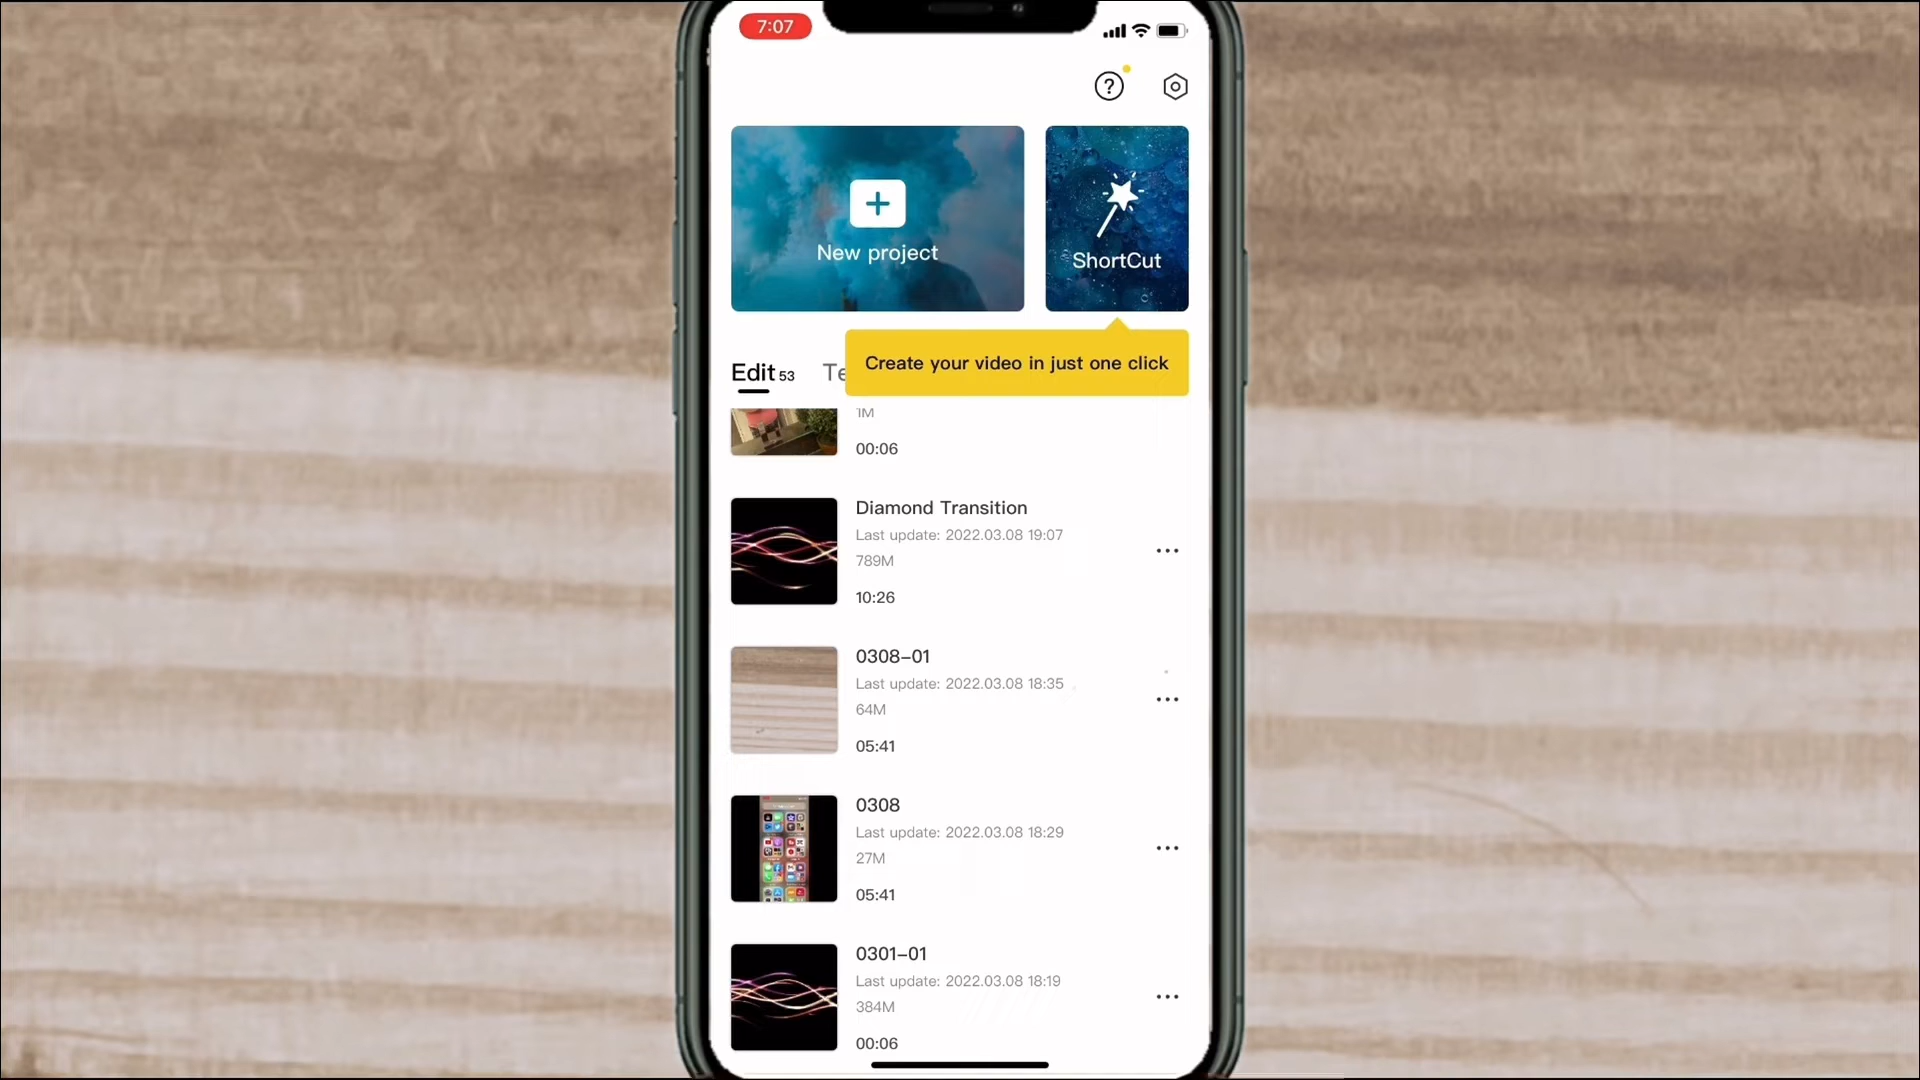 7:07
?
New project
ShortCut
Create your video in just one click
Edit 53
1M
00:06
Diamond Transition
Last update: 2022.03.08 19:07
789M
10:26
0308-01
Last update: 2022.03.08 18:35
64M
05:41
0308
Last update: 2022.03.08 18:29
27M
05:41
0301-01
Last update: 2022.03.08 18:19
384M
00:06